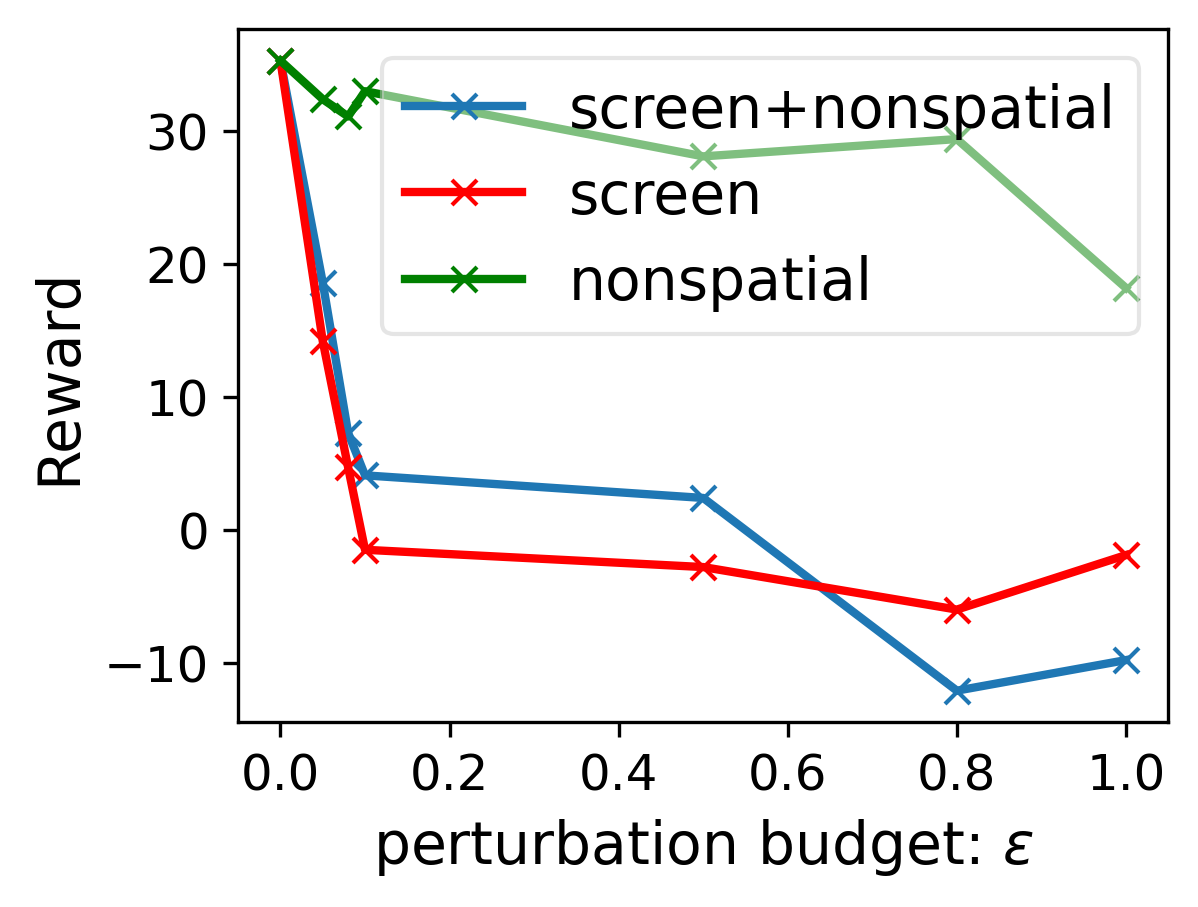 screen+nonspatial
screen
nonspatial
Reward
30
20
10
0
−10
0.0 0.2 0.4 0.6 0.8 1.0
perturbation budget: ε